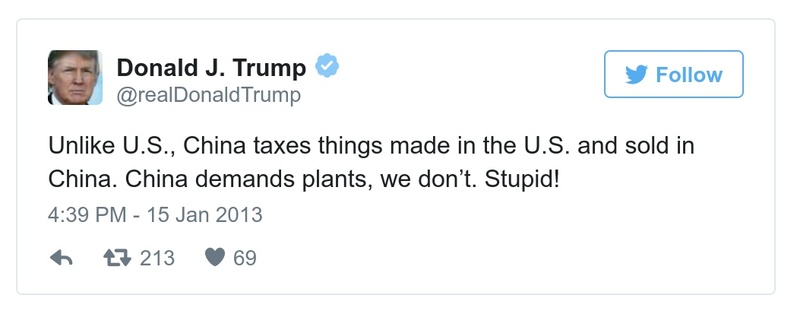 Donald J. Trump
@realDonaldTrump
Follow
Unlike U.S., China taxes things made in the U.S. and sold in
China. China demands plants, we don’t. Stupid!
4:39 PM - 15 Jan 2013
213 69